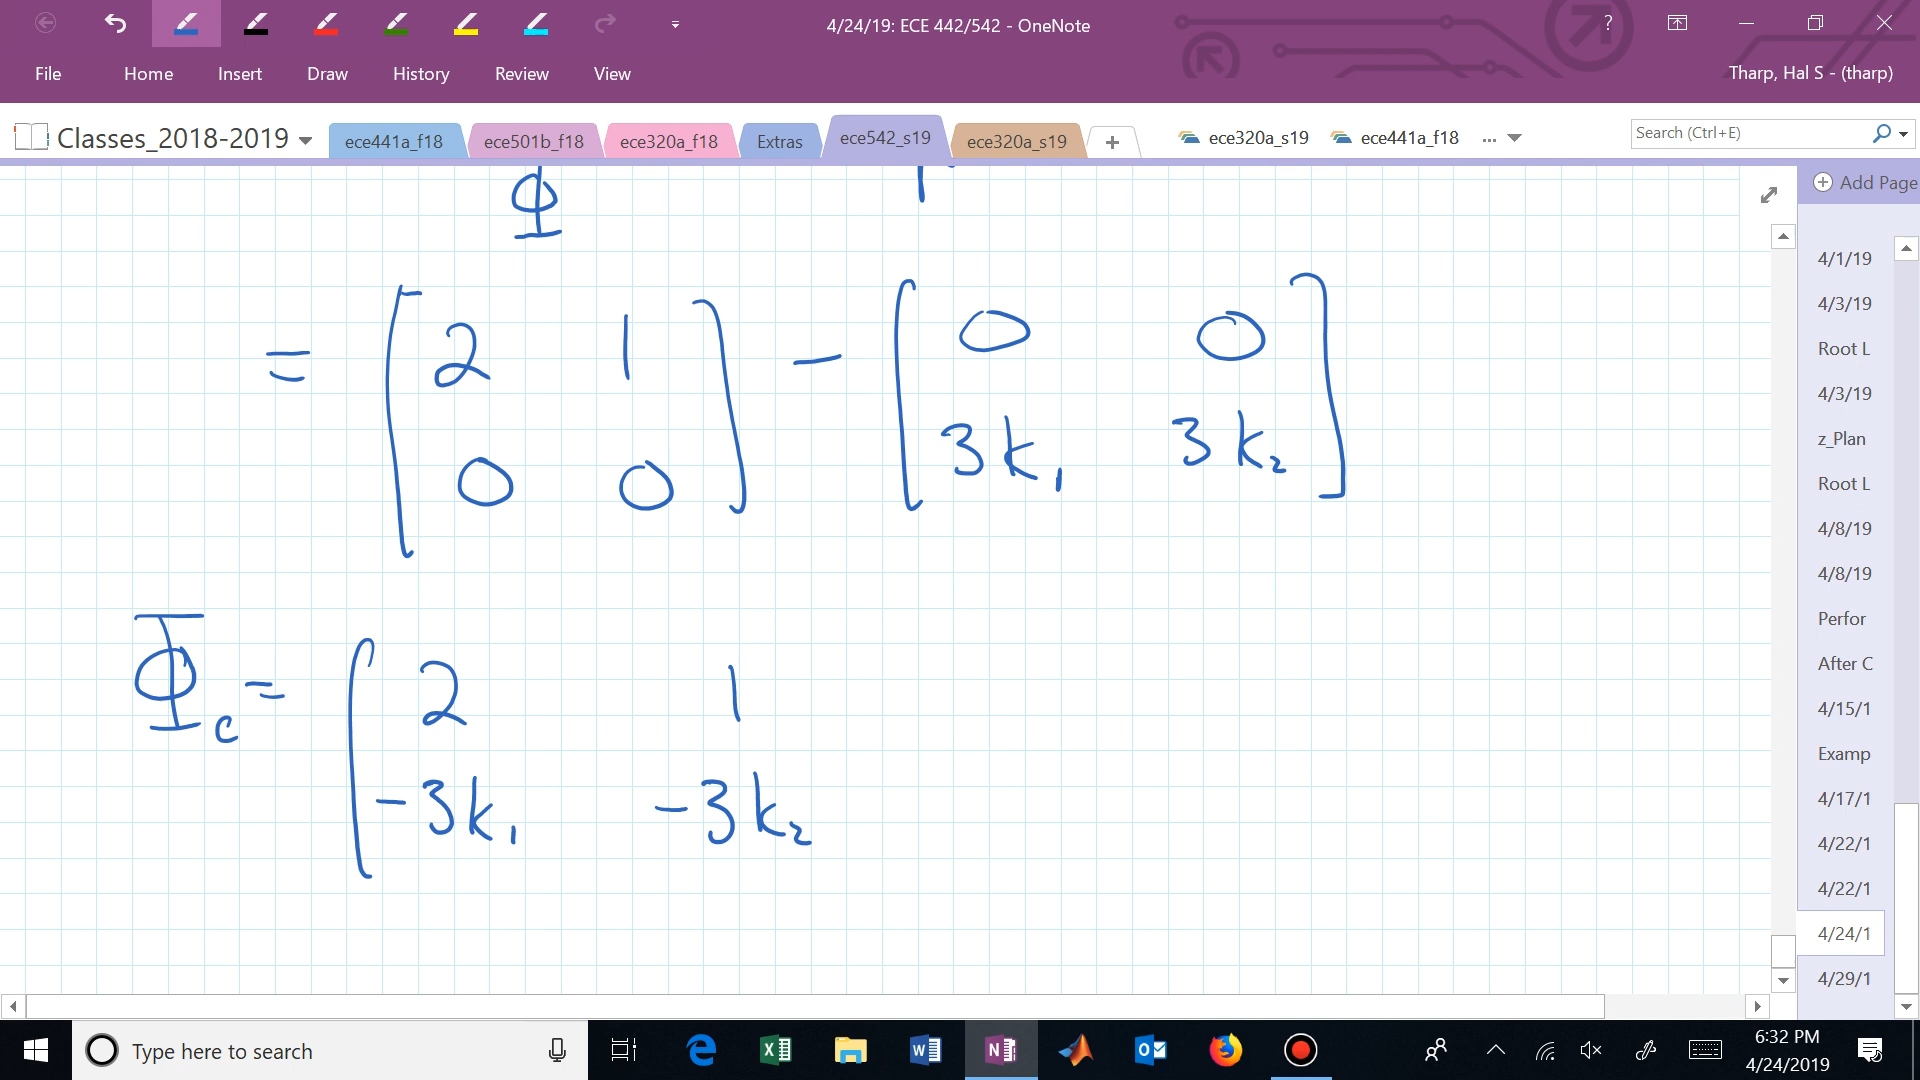 4/24/19: ECE 442/542 - OneNote
?
File Home Insert Draw History Review View
Tharp, Hal S - (tharp)
Classes_2018-2019
ece441a_f18 ece501b_f18 ece320a_f18 Extras ece542_s19 ece320a_s19 +
ece320a_s19 ece441a_f18 ...
Search (Ctrl+E)
Add Page
4/1/19
4/3/19
Root L
4/3/19
z_Plan
Root L
4/8/19
4/8/19
Perfor
After C
4/15/1
Examp
4/17/1
4/22/1
4/22/1
4/24/1
4/29/1
Φ
= [ 2 1 ] - [ 0 0 ]
0 0 3k₁ 3k₂
Φc = [ 2 1
-3k₁ -3k₂
Type here to search
6:32 PM
4/24/2019